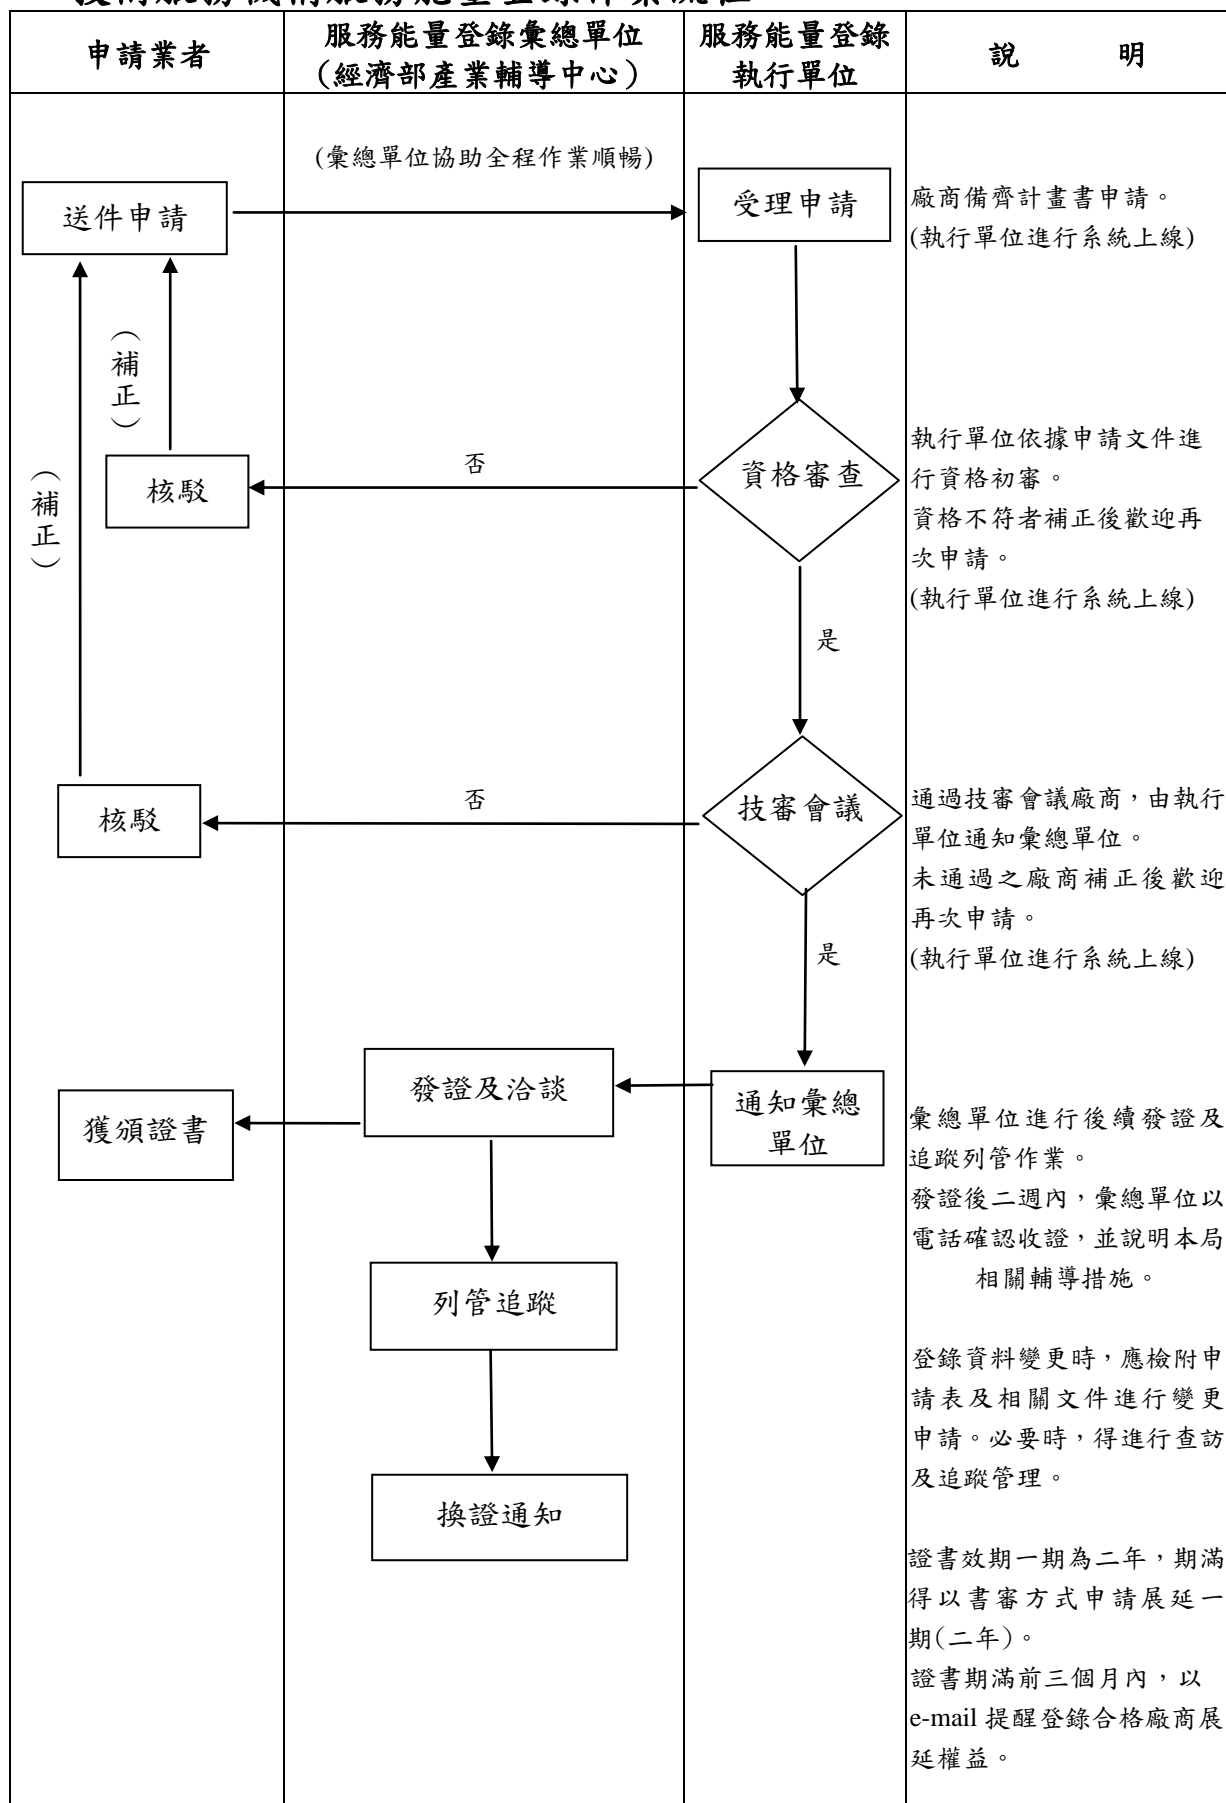 技術服務機構服務能量登錄作業流程
申請業者
服務能量登錄彙總單位
(經濟部產業輔導中心)
服務能量登錄
執行單位
說 明
(彙總單位協助全程作業順暢)
送件申請
受理申請
廠商備齊計畫書申請。
(執行單位進行系統上線)
(補正)
(補正)
核駁
否
資格審查
執行單位依據申請文件進
行資格初審。
資格不符者補正後歡迎再
次申請。
(執行單位進行系統上線)
是
核駁
否
技審會議
通過技審會議廠商,由執行
單位通知彙總單位。
未通過之廠商補正後歡迎
再次申請。
(執行單位進行系統上線)
是
獲頒證書
發證及洽談
通知彙總
單位
彙總單位進行後續發證及
追蹤列管作業。
發證後二週內,彙總單位以
電話確認收證,並說明本局
相關輔導措施。
列管追蹤
登錄資料變更時,應檢附申
請表及相關文件進行變更
申請。必要時,得進行查訪
及追蹤管理。
換證通知
證書效期一期為二年,期滿
得以書審方式申請展延一
期(二年)。
證書期滿前三個月內,以
e-mail 提醒登錄合格廠商展
延權益。